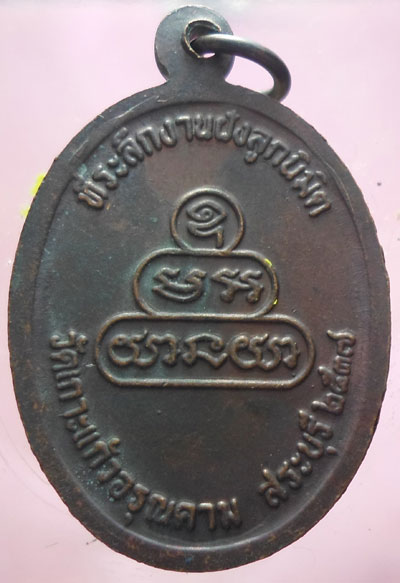 ที่ระลึกงานฝังลูกนิมิต
วัดเกาะแก้วอรุณคาม สระบุรี ๒๕๓๗